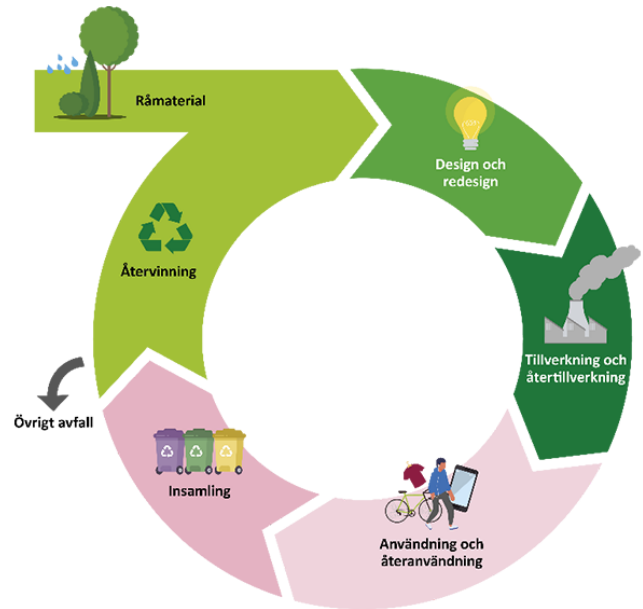 Råmaterial
Design och
redesign
Tillverkning och
återtillverkning
Användning och
återanvändning
Insamling
Övrigt avfall
Återvinning